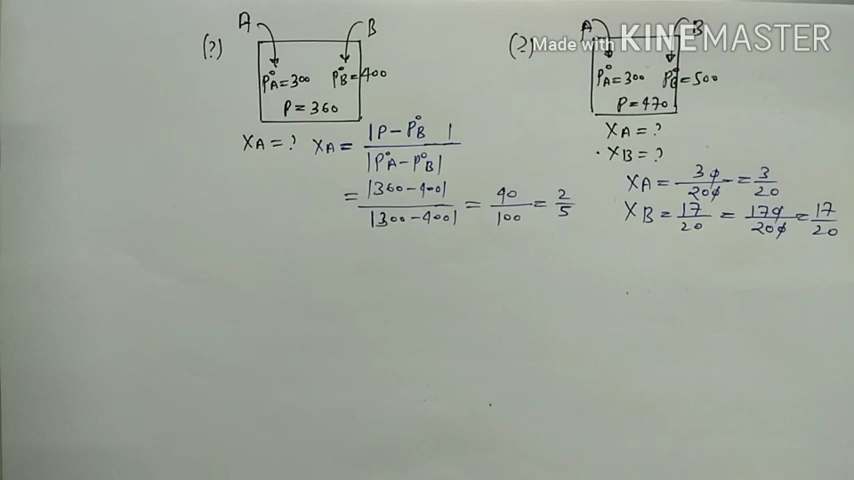 (?) A B
P°A=300 P°B=400
P=360
XA=? XA= |P-P°B| / |P°A-P°B|
= |360-400| / |300-400| = 40/100 = 2/5
(2) A B
Made with KINEMASTER
P°A=300 P°B=500
P=470
XA=?
· XB=?
XA= 30/200 = 3/20
XB= 17/20 = 170/200 = 17/20